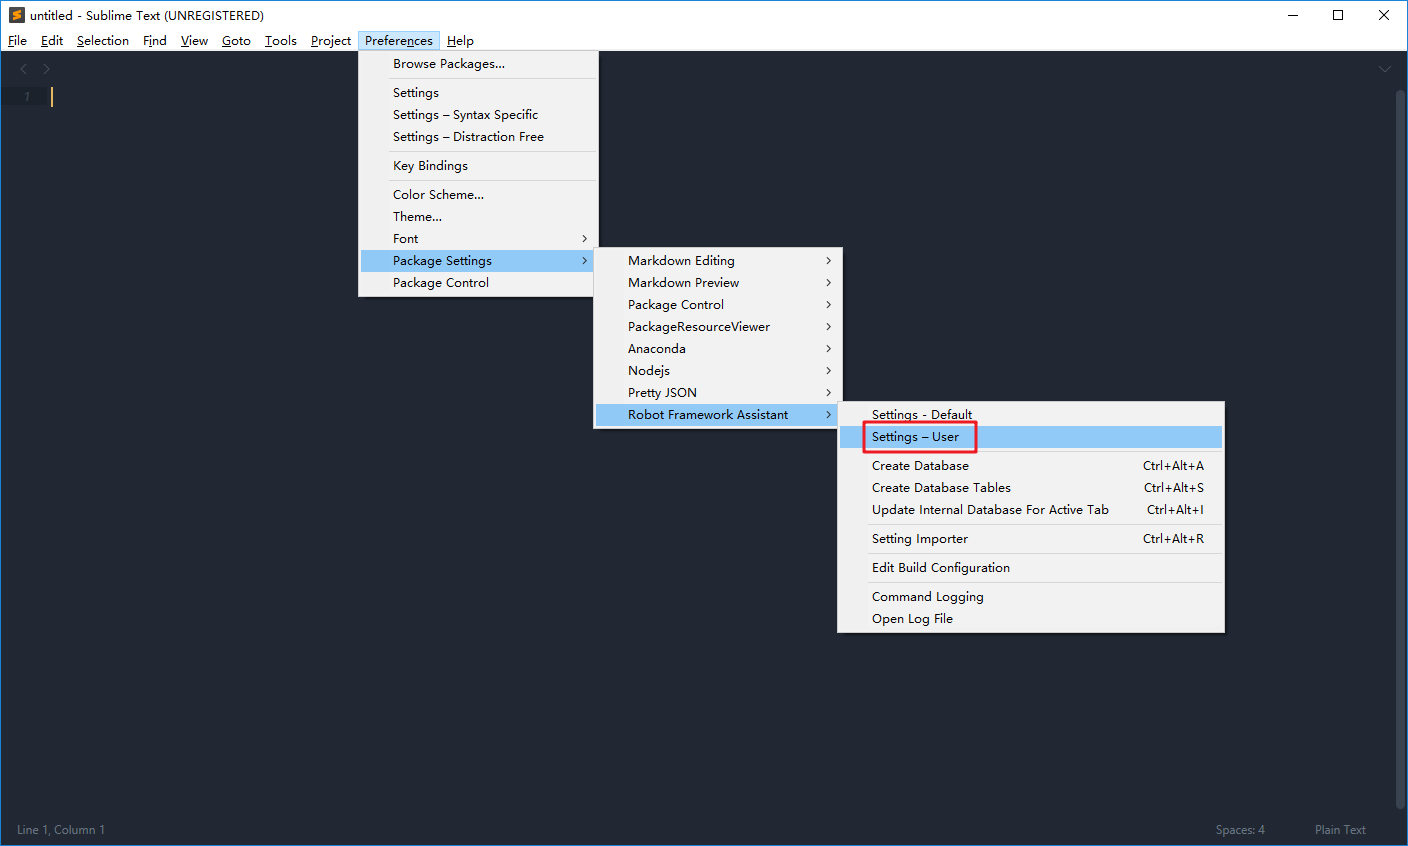 untitled - Sublime Text (UNREGISTERED)
File Edit Selection Find View Goto Tools Project Preferences Help
Browse Packages...
Settings
Settings – Syntax Specific
Settings – Distraction Free
Key Bindings
Color Scheme...
Theme...
Font
Package Settings
Package Control
Markdown Editing
Markdown Preview
Package Control
PackageResourceViewer
Anaconda
Nodejs
Pretty JSON
Robot Framework Assistant
Settings - Default
Settings – User
Create Database Ctrl+Alt+A
Create Database Tables Ctrl+Alt+S
Update Internal Database For Active Tab Ctrl+Alt+I
Setting Importer Ctrl+Alt+R
Edit Build Configuration
Command Logging
Open Log File
1
Line 1, Column 1 Spaces: 4 Plain Text